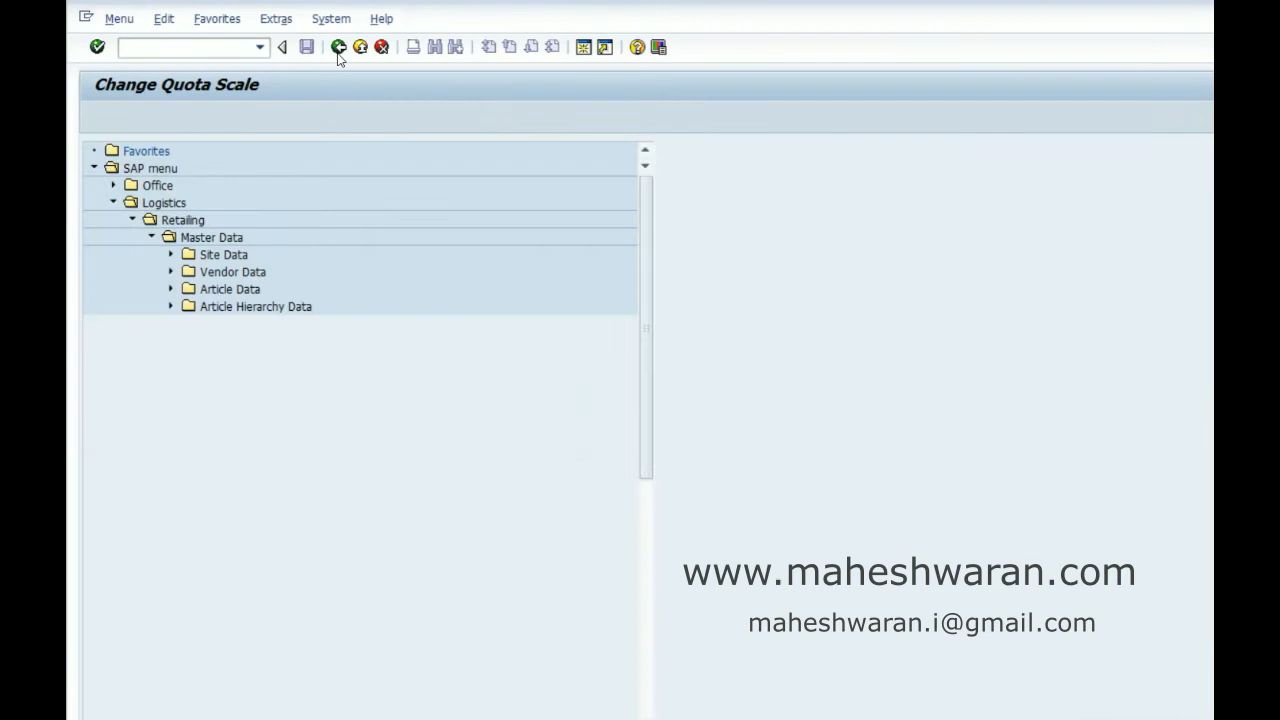 Menu Edit Favorites Extras System Help
Change Quota Scale
Favorites
SAP menu
Office
Logistics
Retailing
Master Data
Site Data
Vendor Data
Article Data
Article Hierarchy Data
www.maheshwaran.com
maheshwaran.i@gmail.com